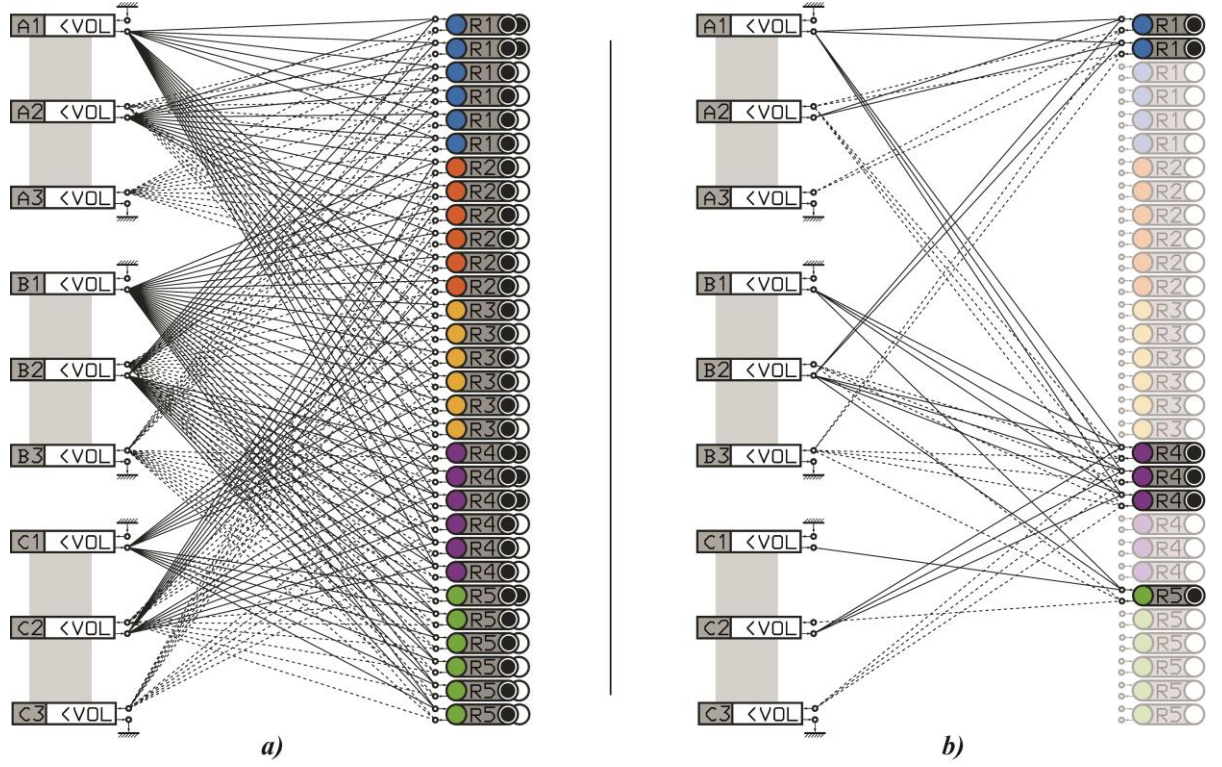 A1 <VOL
A2 <VOL
A3 <VOL
B1 <VOL
B2 <VOL
B3 <VOL
C1 <VOL
C2 <VOL
C3 <VOL
R1
R1
R1
R1
R1
R1
R2
R2
R2
R2
R2
R2
R3
R3
R3
R3
R3
R3
R4
R4
R4
R4
R4
R4
R5
R5
R5
R5
R5
R5
a)
A1 <VOL
A2 <VOL
A3 <VOL
B1 <VOL
B2 <VOL
B3 <VOL
C1 <VOL
C2 <VOL
C3 <VOL
R1
R1
R1
R1
R1
R1
R2
R2
R2
R2
R2
R2
R3
R3
R3
R3
R3
R3
R4
R4
R4
R4
R4
R4
R5
R5
R5
R5
R5
R5
b)